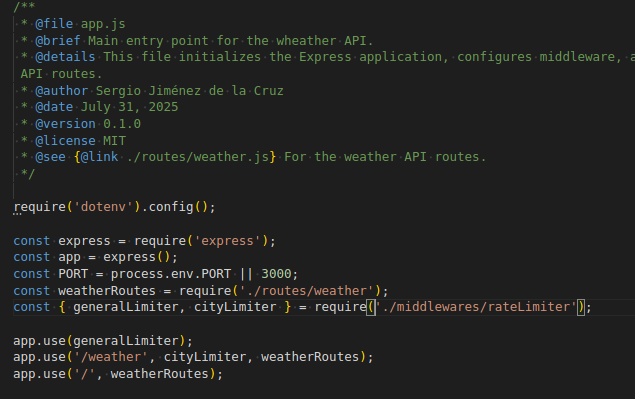 /**
 * @file app.js
 * @brief Main entry point for the wheather API.
 * @details This file initializes the Express application, configures middleware,
 API routes.
 * @author Sergio Jiménez de la Cruz
 * @date July 31, 2025
 * @version 0.1.0
 * @license MIT
 * @see {@link ./routes/weather.js} For the weather API routes.
 */
require('dotenv').config();
const express = require('express');
const app = express();
const PORT = process.env.PORT || 3000;
const weatherRoutes = require('./routes/weather');
const { generalLimiter, cityLimiter } = require('./middlewares/rateLimiter');
app.use(generalLimiter);
app.use('/weather', cityLimiter, weatherRoutes);
app.use('/', weatherRoutes);